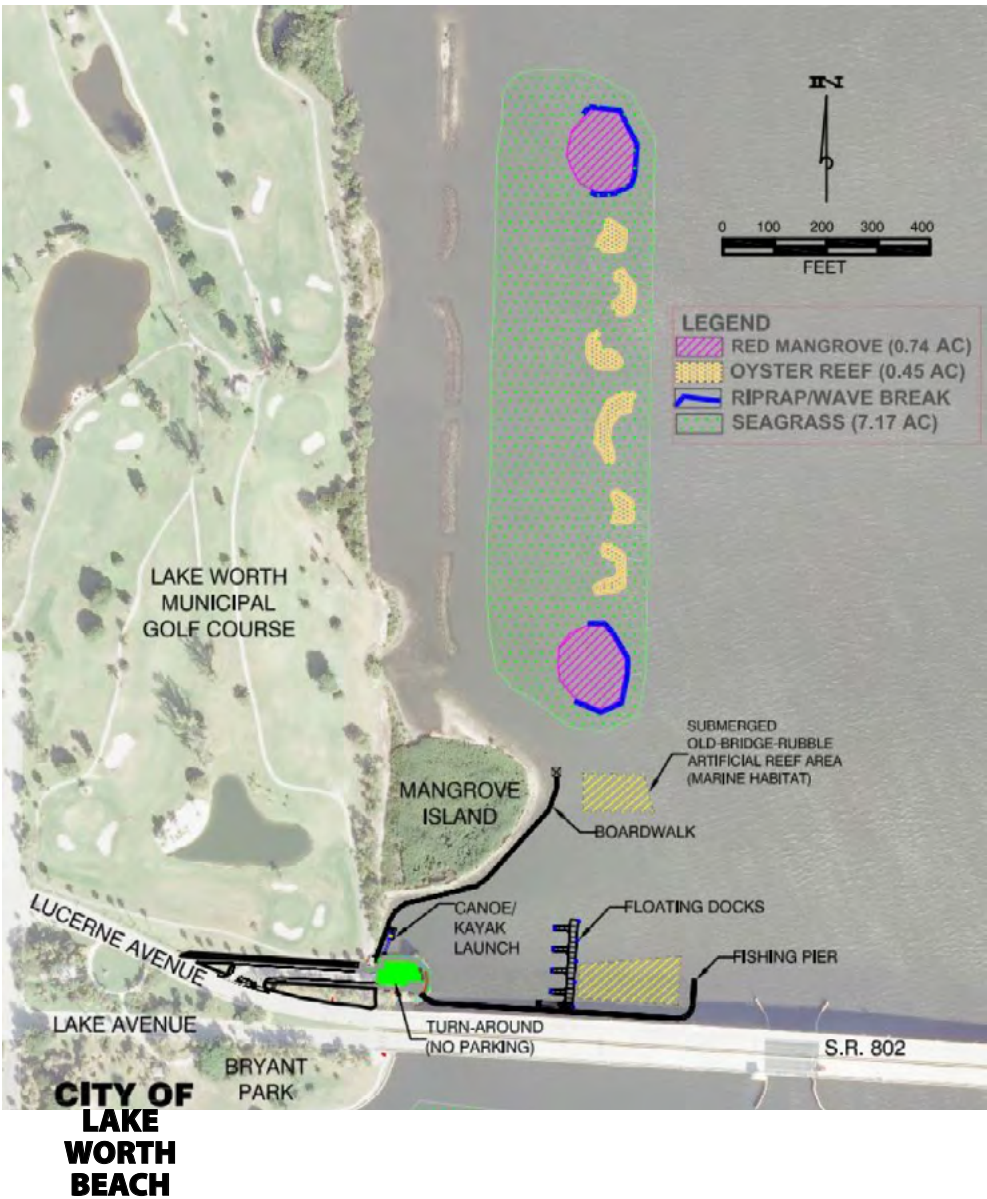 N
0 100 200 300 400
FEET
LEGEND
RED MANGROVE (0.74 AC)
OYSTER REEF (0.45 AC)
RIPRAP/WAVE BREAK
SEAGRASS (7.17 AC)
LAKE WORTH
MUNICIPAL
GOLF COURSE
SUBMERGED
OLD-BRIDGE-RUBBLE
ARTIFICIAL REEF AREA
(MARINE HABITAT)
MANGROVE
ISLAND
BOARDWALK
CANOE/
KAYAK
LAUNCH
FLOATING DOCKS
FISHING PIER
LUCERNE AVENUE
LAKE AVENUE
TURN-AROUND
(NO PARKING)
S.R. 802
BRYANT
PARK
CITY OF
LAKE
WORTH
BEACH